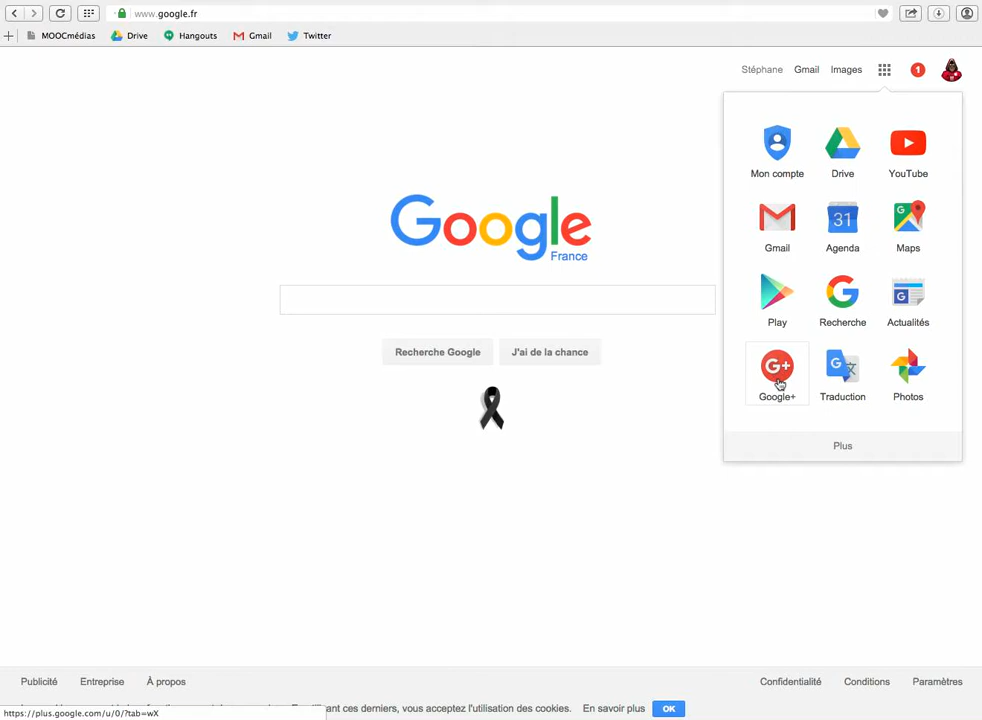 www.google.fr
MOOCmédias Drive Hangouts Gmail Twitter
Stéphane Gmail Images 1
Mon compte Drive YouTube
31
Gmail Agenda Maps
Play Recherche Actualités
G+
Google+ Traduction Photos
Plus
Google
France
Recherche Google J'ai de la chance
Publicité Entreprise À propos Confidentialité Conditions Paramètres
En savoir plus OK
ant ces derniers, vous acceptez l'utilisation des cookies.
https://plus.google.com/u/0/?tab=wX